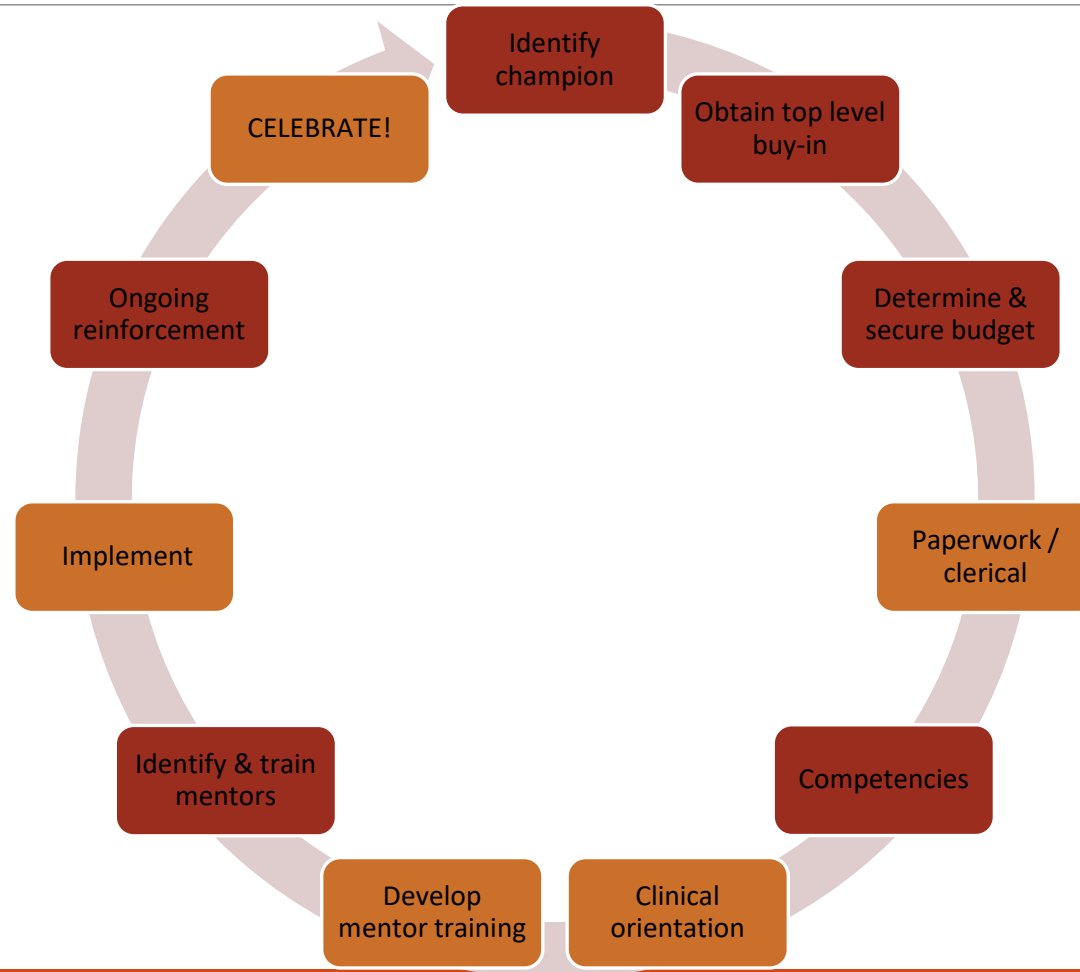 Identify
champion
Obtain top level
buy-in
Determine &
secure budget
Paperwork /
clerical
Competencies
Clinical
orientation
Develop
mentor training
Identify & train
mentors
Implement
Ongoing
reinforcement
CELEBRATE!